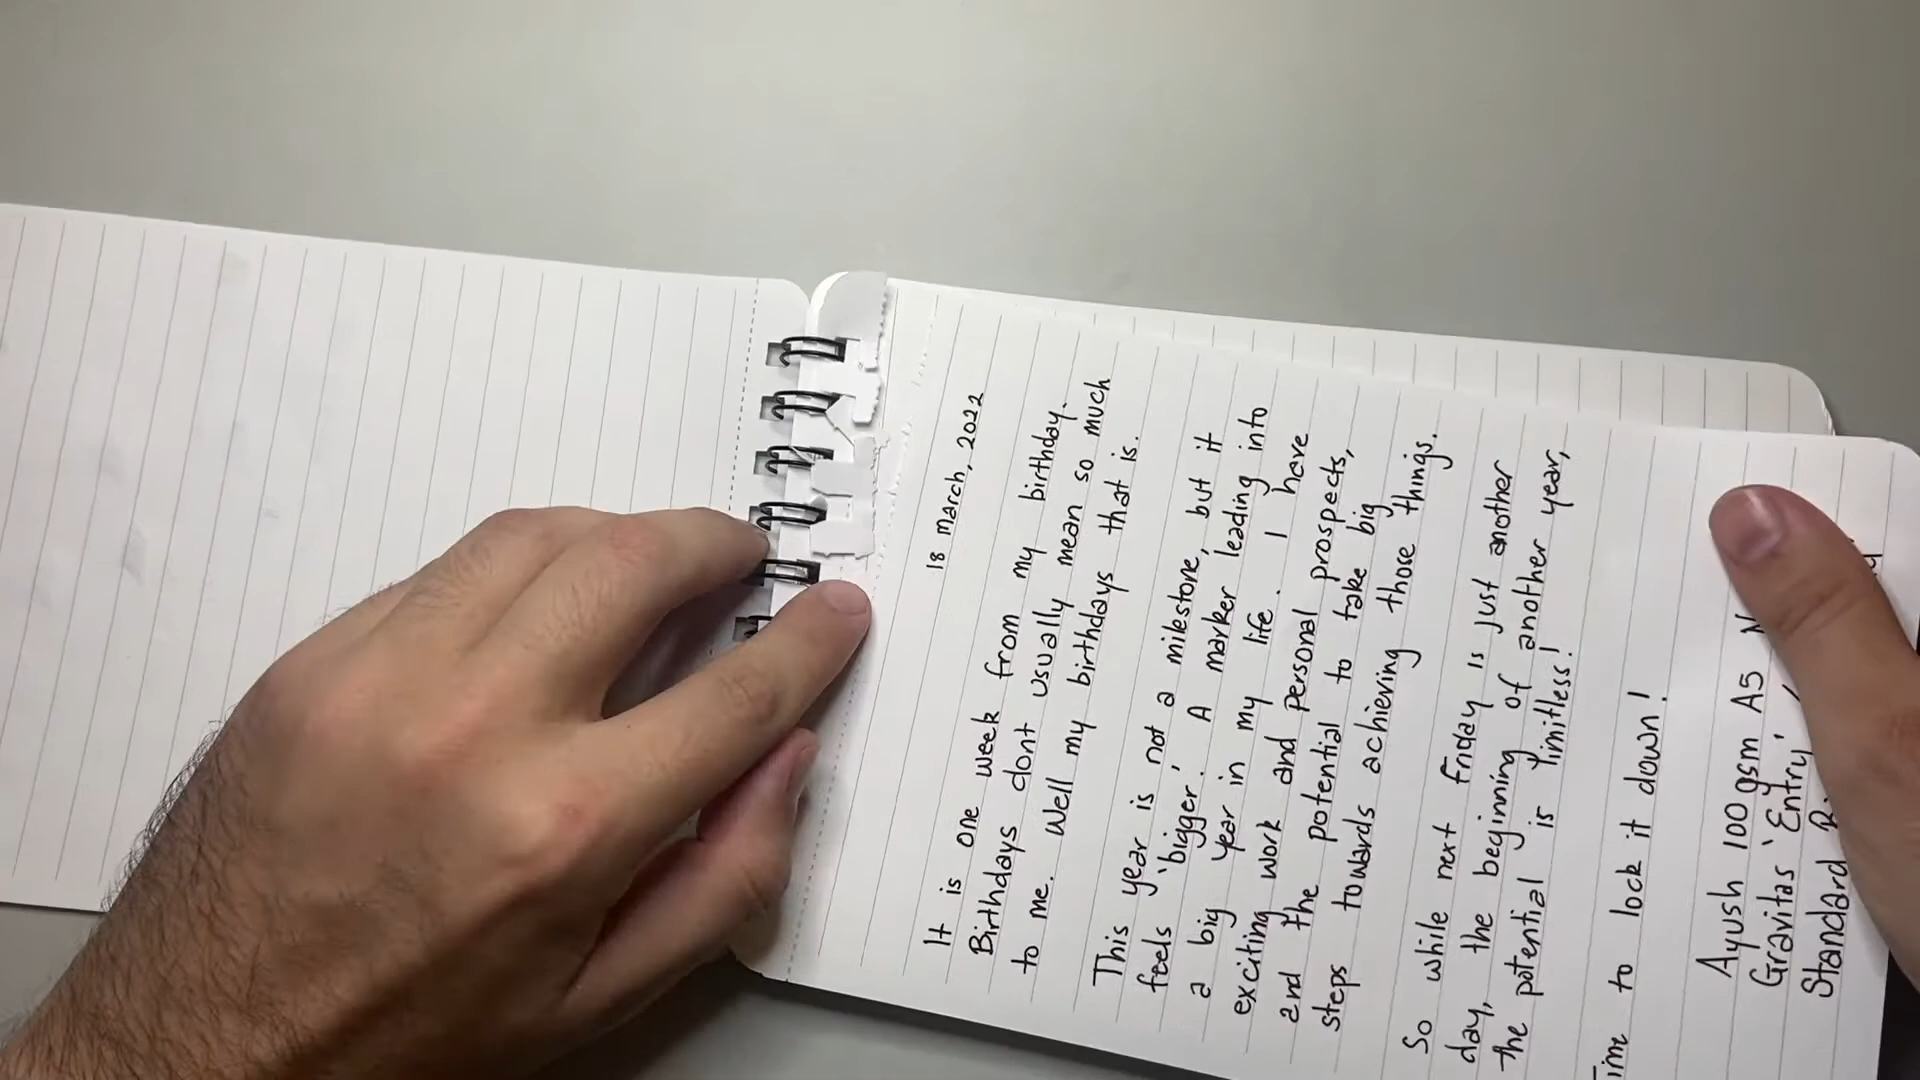 18 March, 2022
It is one week from my birthday.
Birthdays dont usually mean so much
to me. Well my birthdays that is.
This year is not a milestone, but it
feels 'bigger'. A marker leading into
a big year in my life. I have
exciting work and personal prospects,
and the potential to take big
steps towards achieving those things.
So while next Friday is just another
day, the beginning of another year,
the potential is limitless!
Time to lock it down!
Ayush 100gsm A5
Gravitas 'Entry'
Standard